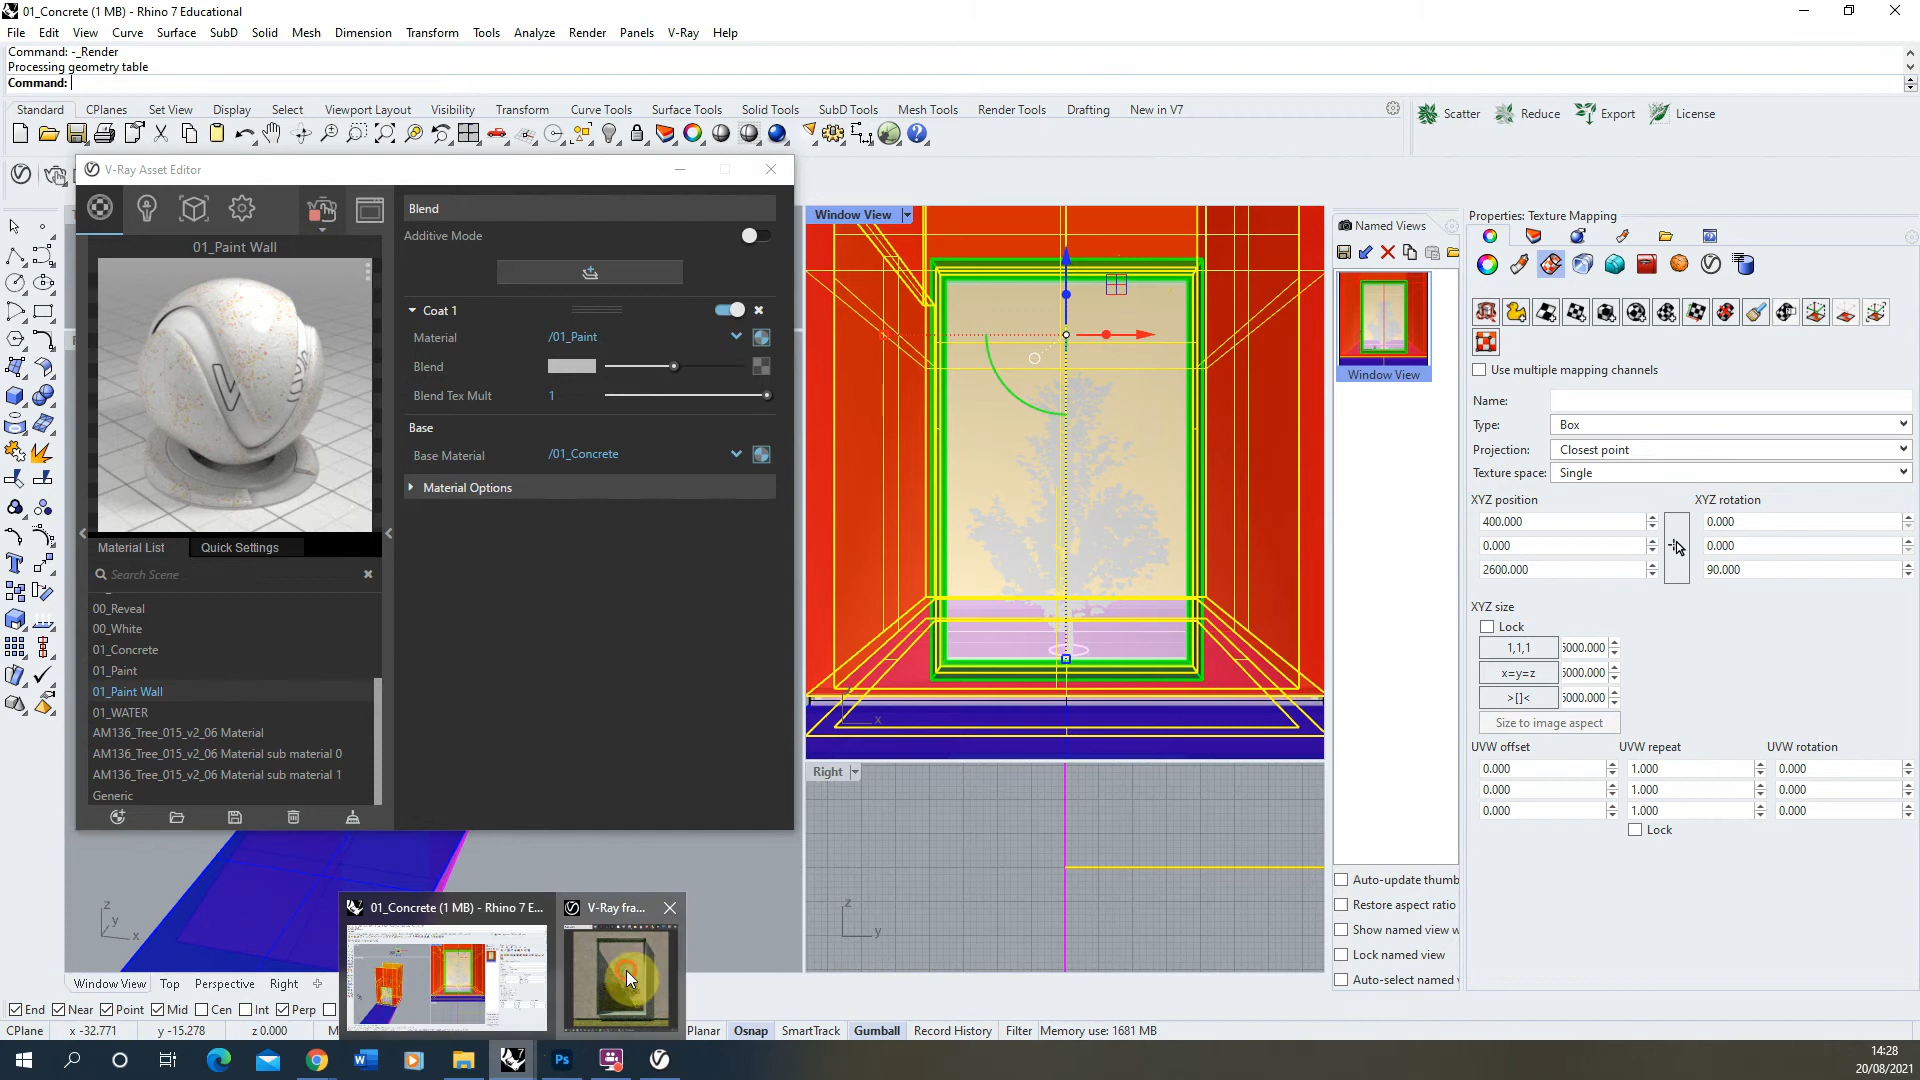 01_Concrete (1 MB) - Rhino 7 Educational
File Edit View Curve Surface SubD Solid Mesh Dimension Transform Tools Analyze Render Panels V-Ray Help
Command: -_Render
Processing geometry table
Command:
Standard CPlanes Set View Display Select Viewport Layout Visibility Transform Curve Tools Surface Tools Solid Tools SubD Tools Mesh Tools Render Tools Drafting New in V7
Scatter Reduce Export License
V-Ray Asset Editor
01_Paint Wall
Blend
Additive Mode
Coat 1
Material /01_Paint
Blend
Blend Tex Mult 1
Base
Base Material /01_Concrete
Material Options
Material List Quick Settings
Search Scene
00_Reveal
00_White
01_Concrete
01_Paint
01_Paint Wall
01_WATER
AM136_Tree_015_v2_06 Material
AM136_Tree_015_v2_06 Material sub material 0
AM136_Tree_015_v2_06 Material sub material 1
Generic
Window View
x
Right
z
y
Named Views
Window View
Auto-update thumb
Restore aspect ratio
Show named view w
Lock named view
Auto-select named v
Properties: Texture Mapping
Use multiple mapping channels
Name:
Type: Box
Projection: Closest point
Texture space: Single
XYZ position XYZ rotation
400.000 0.000
0.000 0.000
2600.000 90.000
XYZ size
Lock
1,1,1 5000.000
x=y=z 5000.000
>[]< 5000.000
Size to image aspect
UVW offset UVW repeat UVW rotation
0.000 1.000 0.000
0.000 1.000 0.000
0.000 1.000 0.000
Lock
z
y
x
01_Concrete (1 MB) - Rhino 7 E...
V-Ray fra...
Window View Top Perspective Right
End Near Point Mid Cen Int Perp
CPlane x -32.771 y -15.278 z 0.000 Planar Osnap SmartTrack Gumball Record History Filter Memory use: 1681 MB
14:28
20/08/2021